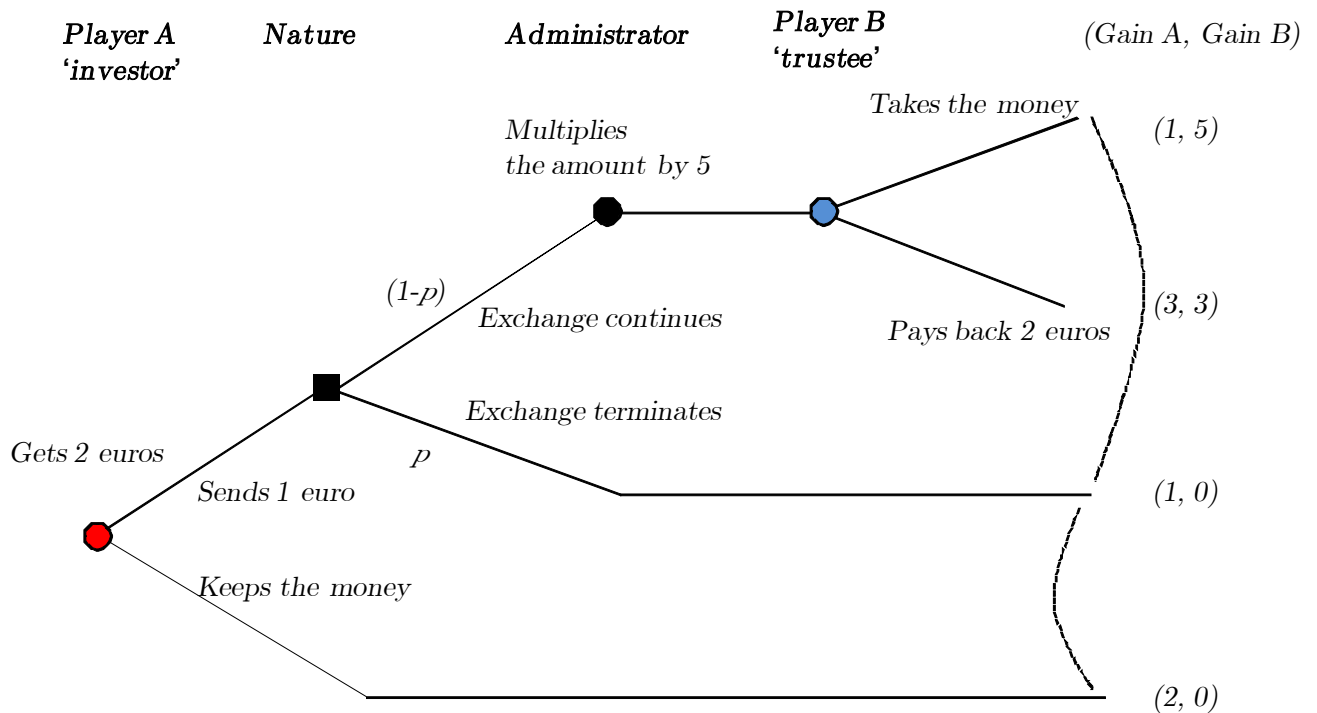 Player A
‘investor’
Nature
Administrator
Player B
‘trustee’
(Gain A, Gain B)
Takes the money
(1, 5)
Multiplies
the amount by 5
(1-p)
Exchange continues
(3, 3)
Pays back 2 euros
Exchange terminates
Gets 2 euros
p
Sends 1 euro
(1, 0)
Keeps the money
(2, 0)